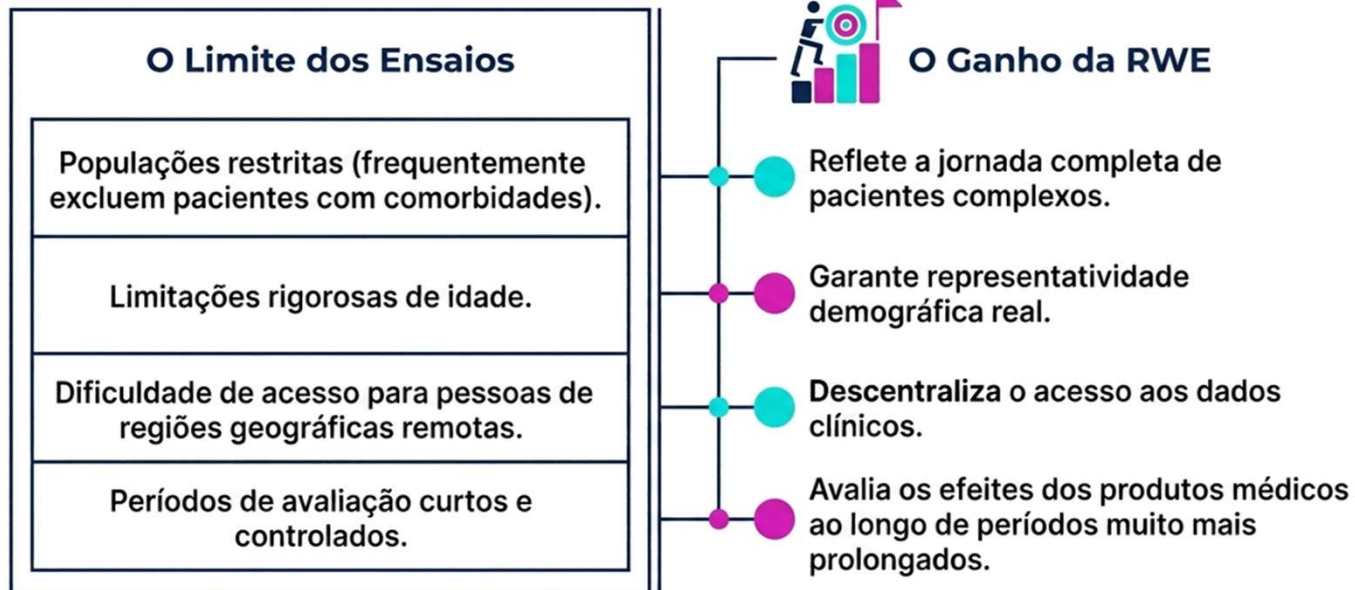 O Limite dos Ensaios
Populações restritas (frequentemente
excluem pacientes com comorbidades).
Limitações rigorosas de idade.
Dificuldade de acesso para pessoas de
regiões geográficas remotas.
Períodos de avaliação curtos e
controlados.
O Ganho da RWE
Reflete a jornada completa de
pacientes complexos.
Garante representatividade
demográfica real.
Descentraliza o acesso aos dados
clínicos.
Avalia os efeites dos produtos médicos
ao longo de períodos muito mais
prolongados.